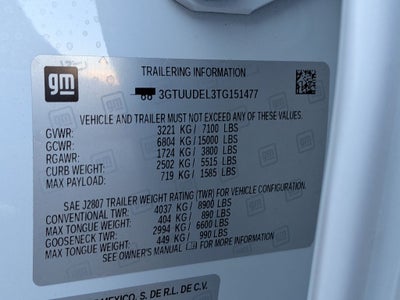 gm
TRAILERING INFORMATION
3GTUUDEL3TG151477
VEHICLE AND TRAILER MUST NOT EXCEED ANY OF THESE VALUES.
GVWR: 3221 KG/ 7100 LBS
GCWR: 6804 KG/15000 LBS
RGAWR: 1724 KG/ 3800 LBS
CURB WEIGHT: 2502 KG/ 5515 LBS
MAX PAYLOAD: 719 KG/ 1585 LBS
SAE J2807 TRAILER WEIGHT RATING (TWR) FOR VEHICLE CONFIGURATION.
CONVENTIONAL TWR: 4037 KG/ 8900 LBS
MAX TONGUE WEIGHT: 404 KG/ 890 LBS
GOOSENECK TWR: 2994 KG/ 6600 LBS
MAX TONGUE WEIGHT: 449 KG/ 990 LBS
SEE OWNER'S MANUAL
MEXICO, S. DE R.L. DE C.V.